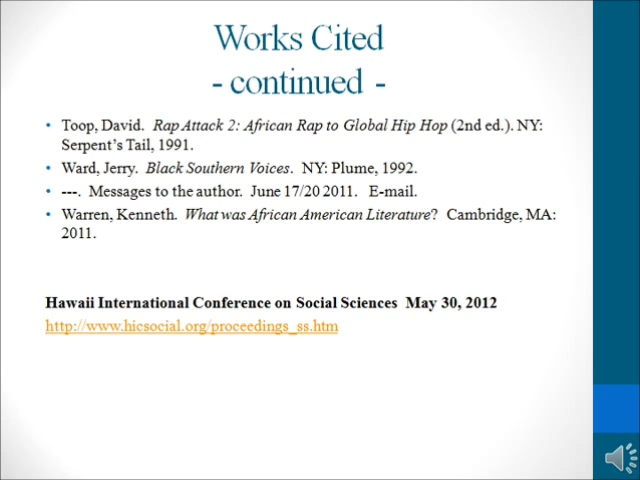 Works Cited
- continued -
• Toop, David. Rap Attack 2: African Rap to Global Hip Hop (2nd ed.). NY:
Serpent's Tail, 1991.
• Ward, Jerry. Black Southern Voices. NY: Plume, 1992.
• ---. Messages to the author. June 17/20 2011. E-mail.
• Warren, Kenneth. What was African American Literature? Cambridge, MA:
2011.
Hawaii International Conference on Social Sciences May 30, 2012
http://www.hicsocial.org/proceedings_ss.htm